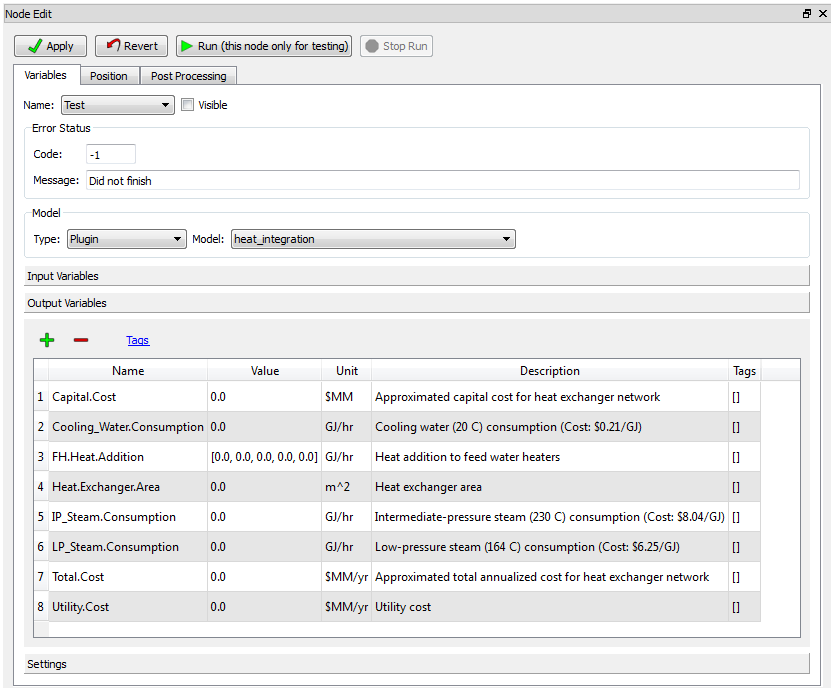 Node Edit
Apply Revert Run (this node only for testing) Stop Run
Variables Position Post Processing
Name: Test Visible
Error Status
Code: -1
Message: Did not finish
Model
Type: Plugin Model: heat_integration
Input Variables
Output Variables
Tags
Name Value Unit Description Tags
1 Capital.Cost 0.0 $MM Approximated capital cost for heat exchanger network []
2 Cooling_Water.Consumption 0.0 GJ/hr Cooling water (20 C) consumption (Cost: $0.21/GJ) []
3 FH.Heat.Addition [0.0, 0.0, 0.0, 0.0, 0.0] GJ/hr Heat addition to feed water heaters []
4 Heat.Exchanger.Area 0.0 m^2 Heat exchanger area []
5 IP_Steam.Consumption 0.0 GJ/hr Intermediate-pressure steam (230 C) consumption (Cost: $8.04/GJ) []
6 LP_Steam.Consumption 0.0 GJ/hr Low-pressure steam (164 C) consumption (Cost: $6.25/GJ) []
7 Total.Cost 0.0 $MM/yr Approximated total annualized cost for heat exchanger network []
8 Utility.Cost 0.0 $MM/yr Utility cost []
Settings